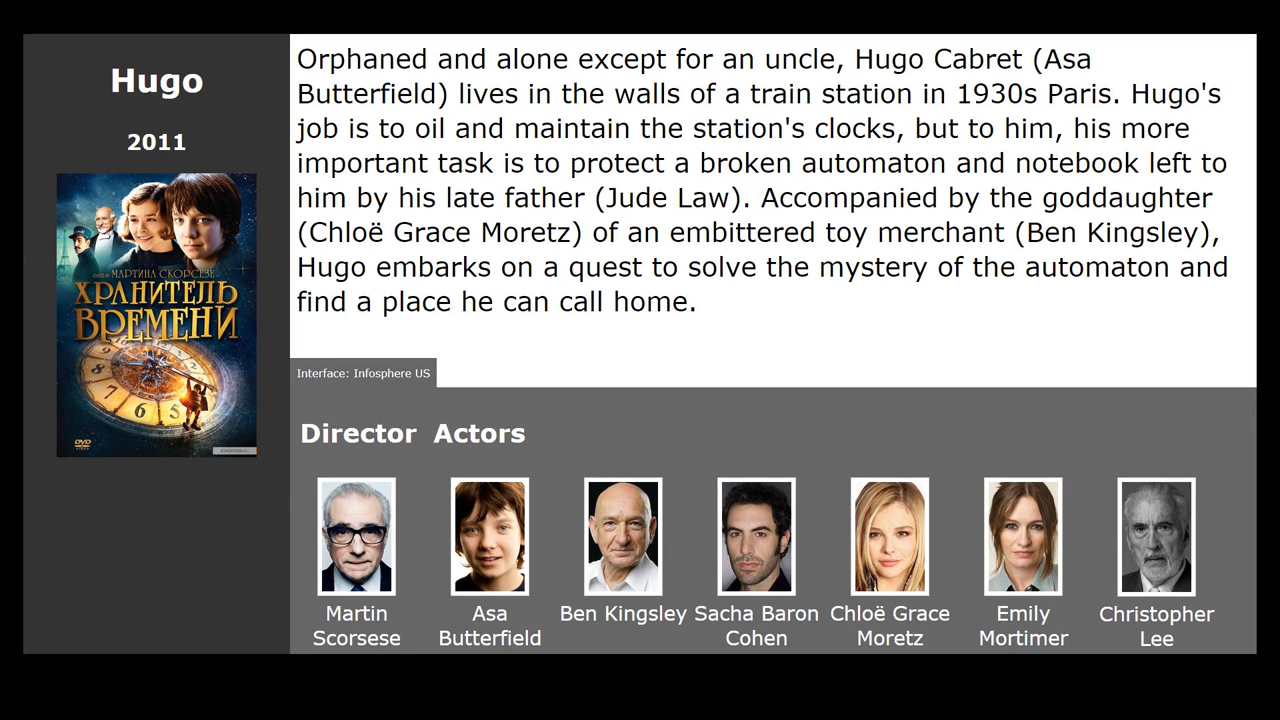 Hugo
2011
фильм МАРТИНА СКОРСЕЗЕ
ХРАНИТЕЛЬ
ВРЕМЕНИ
DVD
Orphaned and alone except for an uncle, Hugo Cabret (Asa
Butterfield) lives in the walls of a train station in 1930s Paris. Hugo's
job is to oil and maintain the station's clocks, but to him, his more
important task is to protect a broken automaton and notebook left to
him by his late father (Jude Law). Accompanied by the goddaughter
(Chloë Grace Moretz) of an embittered toy merchant (Ben Kingsley),
Hugo embarks on a quest to solve the mystery of the automaton and
find a place he can call home.
Interface: Infosphere US
Director Actors
Martin
Scorsese
Asa
Butterfield
Ben Kingsley
Sacha Baron
Cohen
Chloë Grace
Moretz
Emily
Mortimer
Christopher
Lee